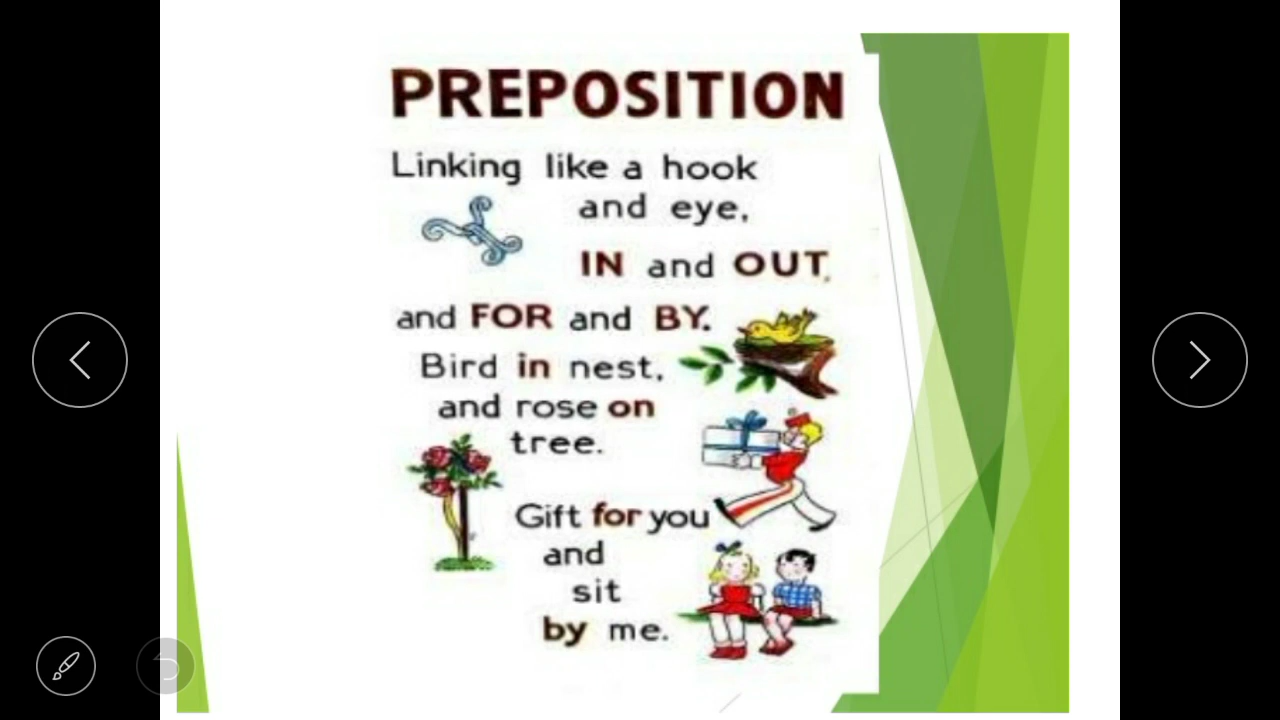 PREPOSITION
Linking like a hook
and eye,
IN and OUT,
and FOR and BY.
Bird in nest,
and rose on
tree.
Gift for you
and
sit
by me.